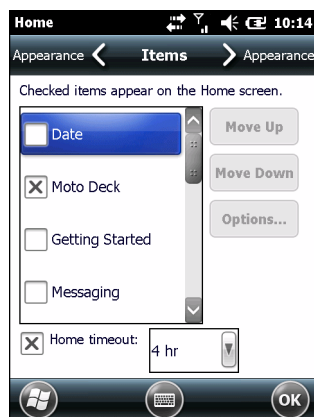 Home 10:14
Appearance Items Appearance
Checked items appear on the Home screen.
Date
Moto Deck
Getting Started
Messaging
Move Up
Move Down
Options...
Home timeout: 4 hr
OK